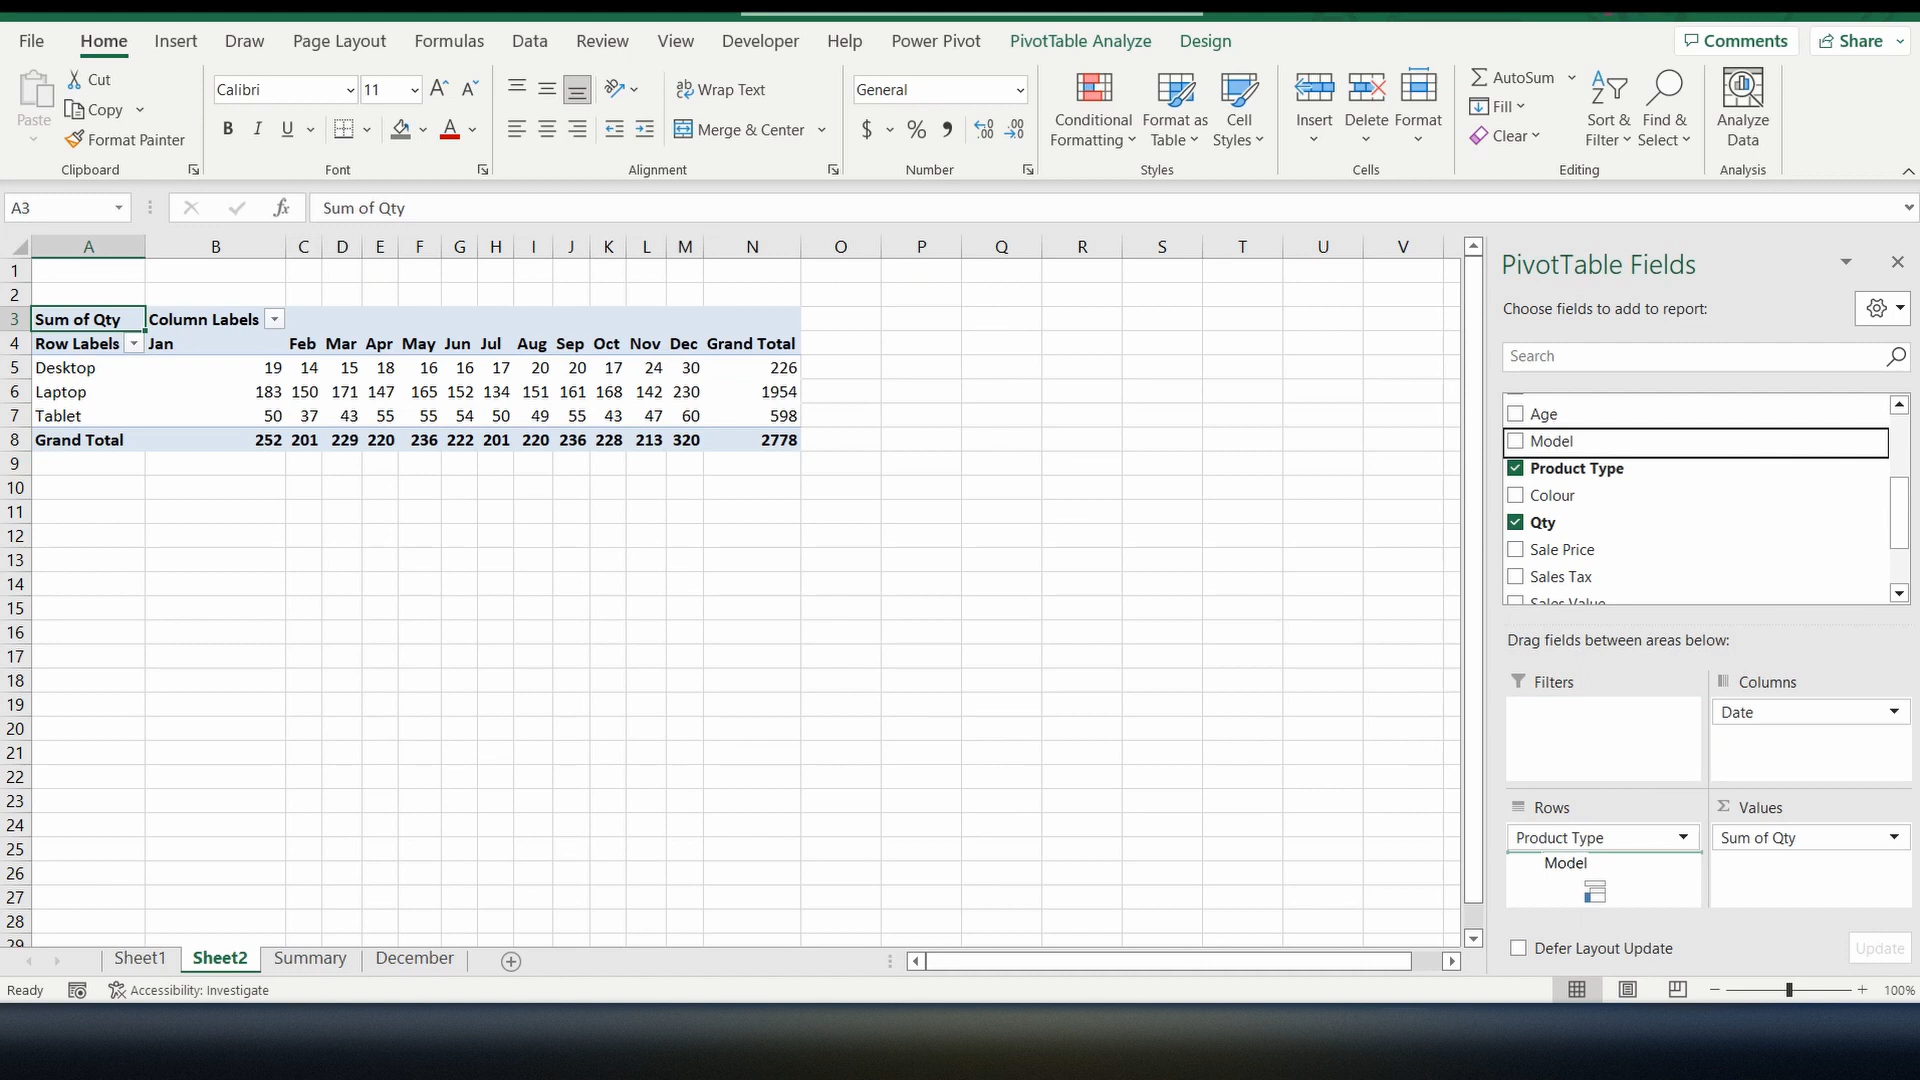 File Home Insert Draw Page Layout Formulas Data Review View Developer Help Power Pivot PivotTable Analyze Design Comments Share
Paste
Cut
Copy
Format Painter
Clipboard
Calibri 11
B I U
Font
Wrap Text
Merge & Center
Alignment
General
$ % ,
Number
Conditional Formatting
Format as Table
Cell Styles
Styles
Insert Delete Format
Cells
AutoSum
Fill
Clear
Sort & Filter
Find & Select
Editing
Analyze Data
Analysis
A3 fx Sum of Qty
A B C D E F G H I J K L M N O P Q R S T U V
1
2
3 Sum of Qty Column Labels
4 Row Labels Jan Feb Mar Apr May Jun Jul Aug Sep Oct Nov Dec Grand Total
5 Desktop 19 14 15 18 16 16 17 20 20 17 24 30 226
6 Laptop 183 150 171 147 165 152 134 151 161 168 142 230 1954
7 Tablet 50 37 43 55 55 54 50 49 55 43 47 60 598
8 Grand Total 252 201 229 220 236 222 201 220 236 228 213 320 2778
9
10
11
12
13
14
15
16
17
18
19
20
21
22
23
24
25
26
27
28
29
PivotTable Fields
Choose fields to add to report:
Search
Age
Model
Product Type
Colour
Qty
Sale Price
Sales Tax
Sales Value
Drag fields between areas below:
Filters
Columns
Date
Rows
Product Type
Model
Values
Sum of Qty
Defer Layout Update Update
Sheet1 Sheet2 Summary December
Ready Accessibility: Investigate 100%